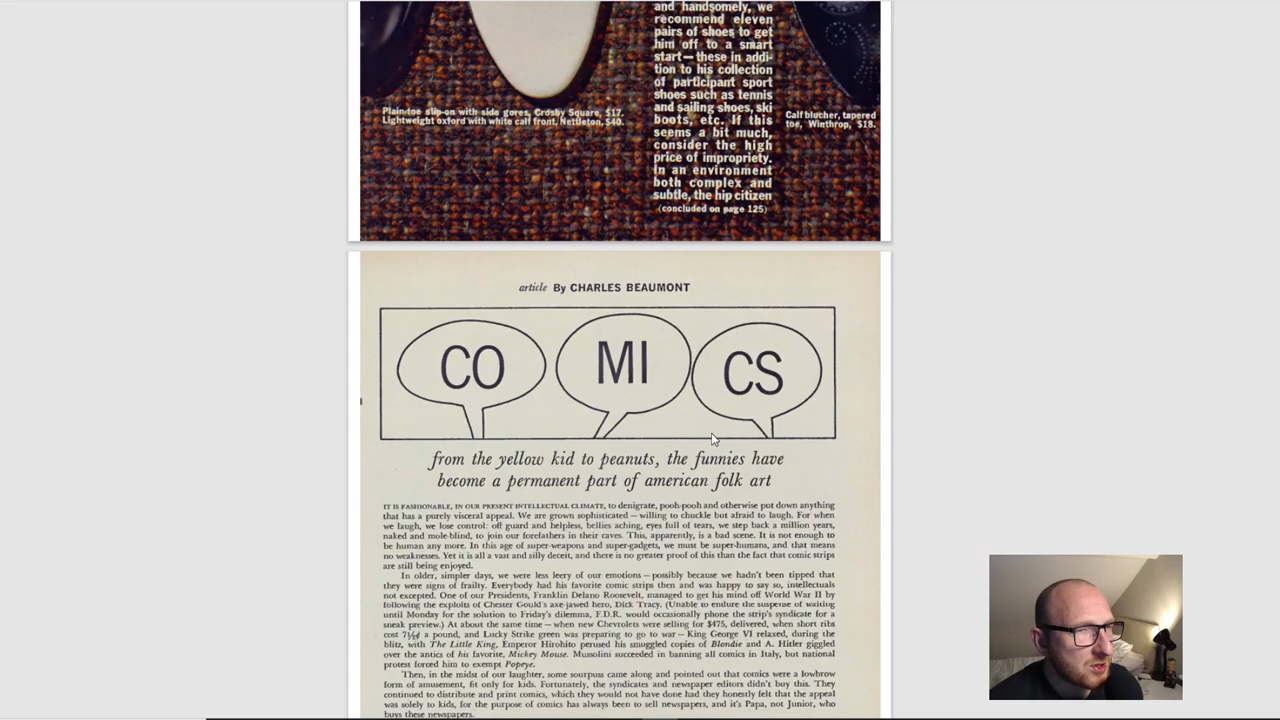 and handsomely, we
recommend eleven
pairs of shoes to get
him off to a smart
start—these in addi-
tion to his collection
of participant sport
shoes such as tennis
and sailing shoes, ski
boots, etc. If this
seems a bit much,
consider the high
price of impropriety.
In an environment
both complex and
subtle, the hip citizen
(concluded on page 125)
Plain-toe slip-on with side gores, Crosby Square, $17.
Lightweight oxford with white calf front, Nettleton, $40.
Calf blucher, tapered
toe, Winthrop, $18.
article By CHARLES BEAUMONT
CO MI CS
from the yellow kid to peanuts, the funnies have
become a permanent part of american folk art
IT IS FASHIONABLE, IN OUR PRESENT INTELLECTUAL CLIMATE, to denigrate, pooh-pooh and otherwise put down anything
that has a purely visceral appeal. We are grown sophisticated — willing to chuckle but afraid to laugh. For when
we laugh, we lose control: off guard and helpless, bellies aching, eyes full of tears, we step back a million years,
naked and mole-blind, to join our forefathers in their caves. This, apparently, is a bad scene. It is not enough to
be human any more. In this age of super-weapons and super-gadgets, we must be super-humans, and that means
no weaknesses. Yet it is all a vast and silly deceit, and there is no greater proof of this than the fact that comic strips
are still being enjoyed.
In older, simpler days, we were less leery of our emotions — possibly because we hadn't been tipped that
they were signs of frailty. Everybody had his favorite comic strips then and was happy to say so, intellectuals
not excepted. One of our Presidents, Franklin Delano Roosevelt, managed to get his mind off World War II by
following the exploits of Chester Gould's axe-jawed hero, Dick Tracy. (Unable to endure the suspense of waiting
until Monday for the solution to Friday's dilemma, F.D.R. would occasionally phone the strip's syndicate for a
sneak preview.) At about the same time — when new Chevrolets were selling for $475, delivered, when short ribs
cost 7½¢ a pound, and Lucky Strike green was preparing to go to war — King George VI relaxed, during the
blitz, with The Little King, Emperor Hirohito perused his smuggled copies of Blondie and A. Hitler giggled
over the antics of his favorite, Mickey Mouse. Mussolini succeeded in banning all comics in Italy, but national
protest forced him to exempt Popeye.
Then, in the midst of our laughter, some sourpuss came along and pointed out that comics were a lowbrow
form of amusement, fit only for kids. Fortunately, the syndicates and newspaper editors didn't buy this. They
continued to distribute and print comics, which they would not have done had they honestly felt that the appeal
was solely to kids, for the purpose of comics has always been to sell newspapers, and it's Papa, not Junior, who
buys these newspapers.